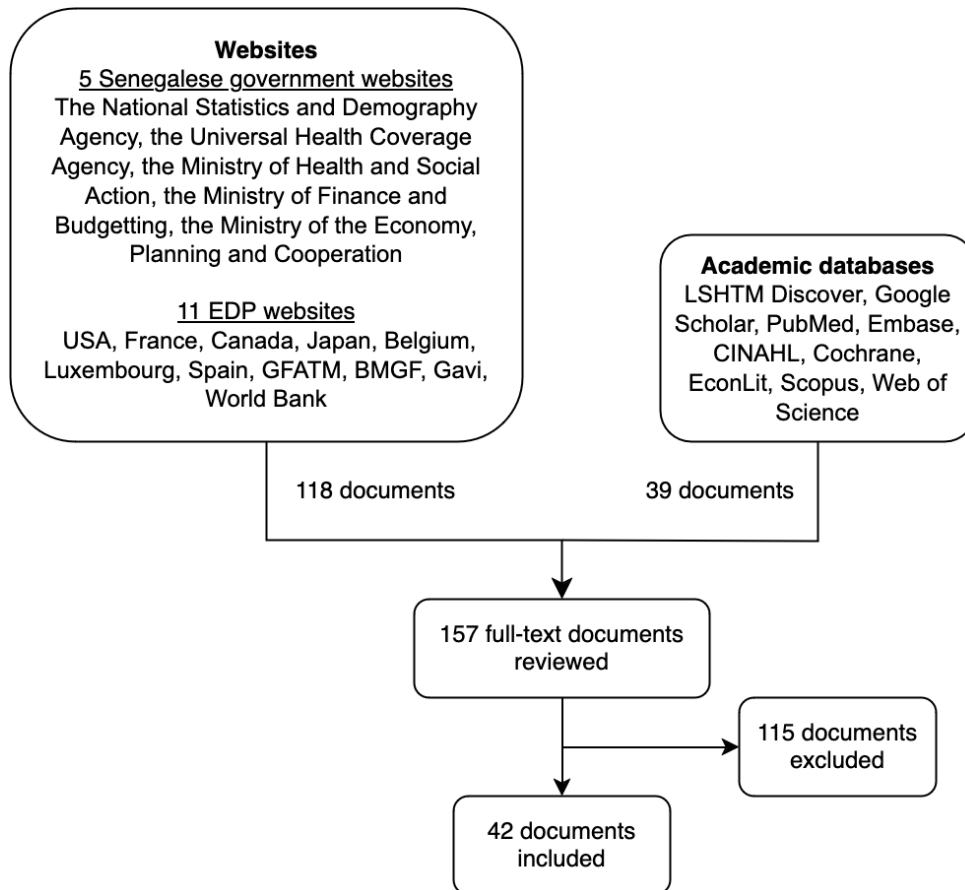 Websites
5 Senegalese government websites
The National Statistics and Demography
Agency, the Universal Health Coverage
Agency, the Ministry of Health and Social
Action, the Ministry of Finance and
Budgetting, the Ministry of the Economy,
Planning and Cooperation
11 EDP websites
USA, France, Canada, Japan, Belgium,
Luxembourg, Spain, GFATM, BMGF, Gavi,
World Bank
Academic databases
LSHTM Discover, Google
Scholar, PubMed, Embase,
CINAHL, Cochrane,
EconLit, Scopus, Web of
Science
118 documents
39 documents
157 full-text documents
reviewed
115 documents
excluded
42 documents
included